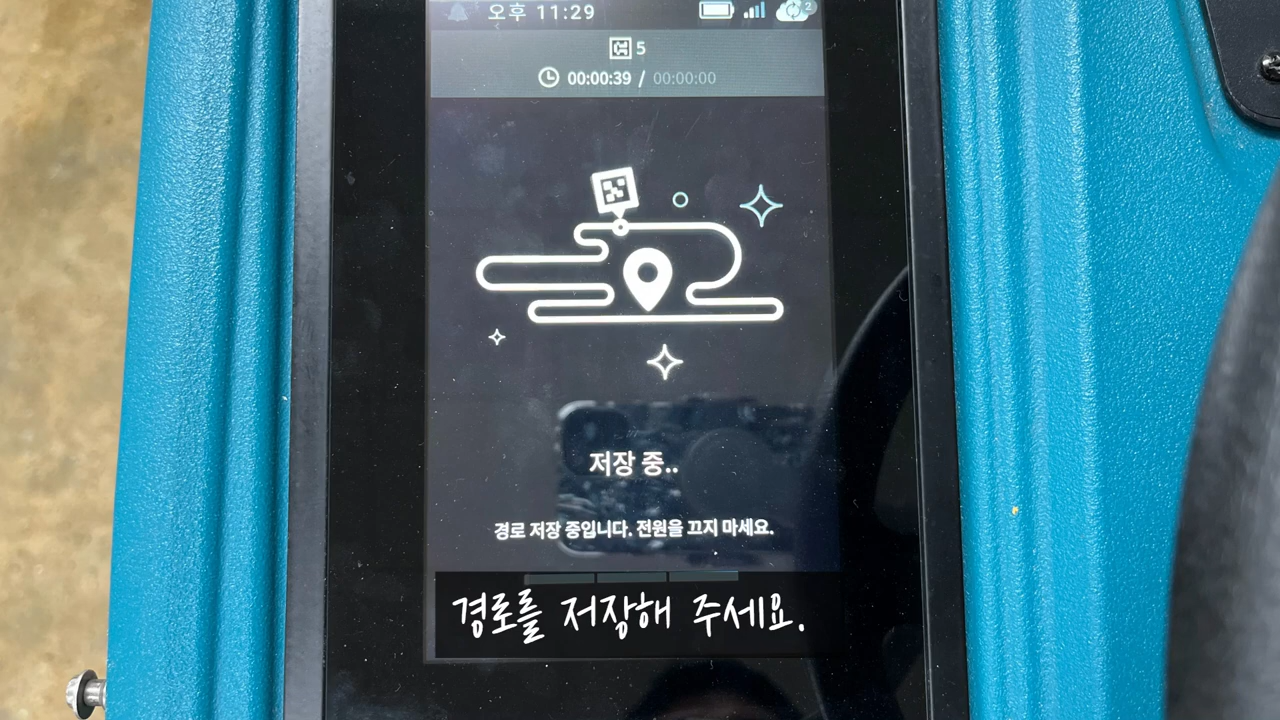 오후 11:29
2
5
00:00:39 / 00:00:00
저장 중..
경로 저장 중입니다. 전원을 끄지 마세요.
경로를 저장해 주세요.